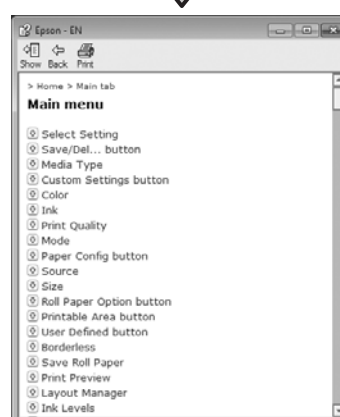 Epson - EN
Show Back Print
> Home > Main tab
Main menu
Select Setting
Save/Del... button
Media Type
Custom Settings button
Color
Ink
Print Quality
Mode
Paper Config button
Source
Size
Roll Paper Option button
Printable Area button
User Defined button
Borderless
Save Roll Paper
Print Preview
Layout Manager
Ink Levels